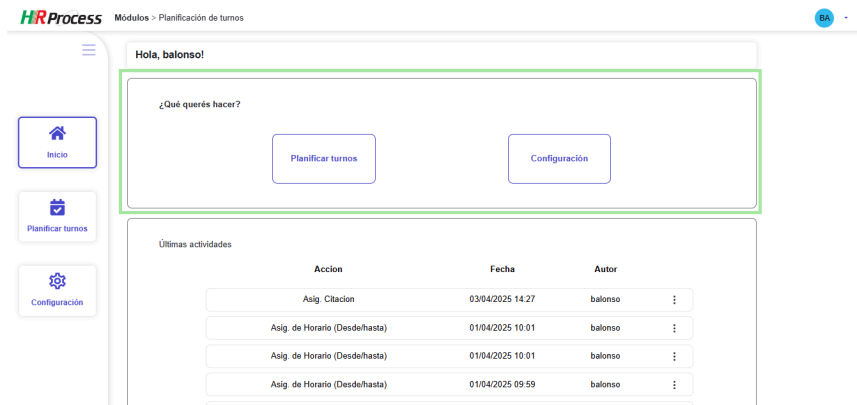 HR Process Módulos > Planificación de turnos BA
Hola, balonso!
¿Qué querés hacer?
Planificar turnos Configuración
Inicio
Planificar turnos
Configuración
Últimas actividades
Accion Fecha Autor
Asig. Citacion 03/04/2025 14:27 balonso
Asig. de Horario (Desde/hasta) 01/04/2025 10:01 balonso
Asig. de Horario (Desde/hasta) 01/04/2025 10:01 balonso
Asig. de Horario (Desde/hasta) 01/04/2025 09:59 balonso